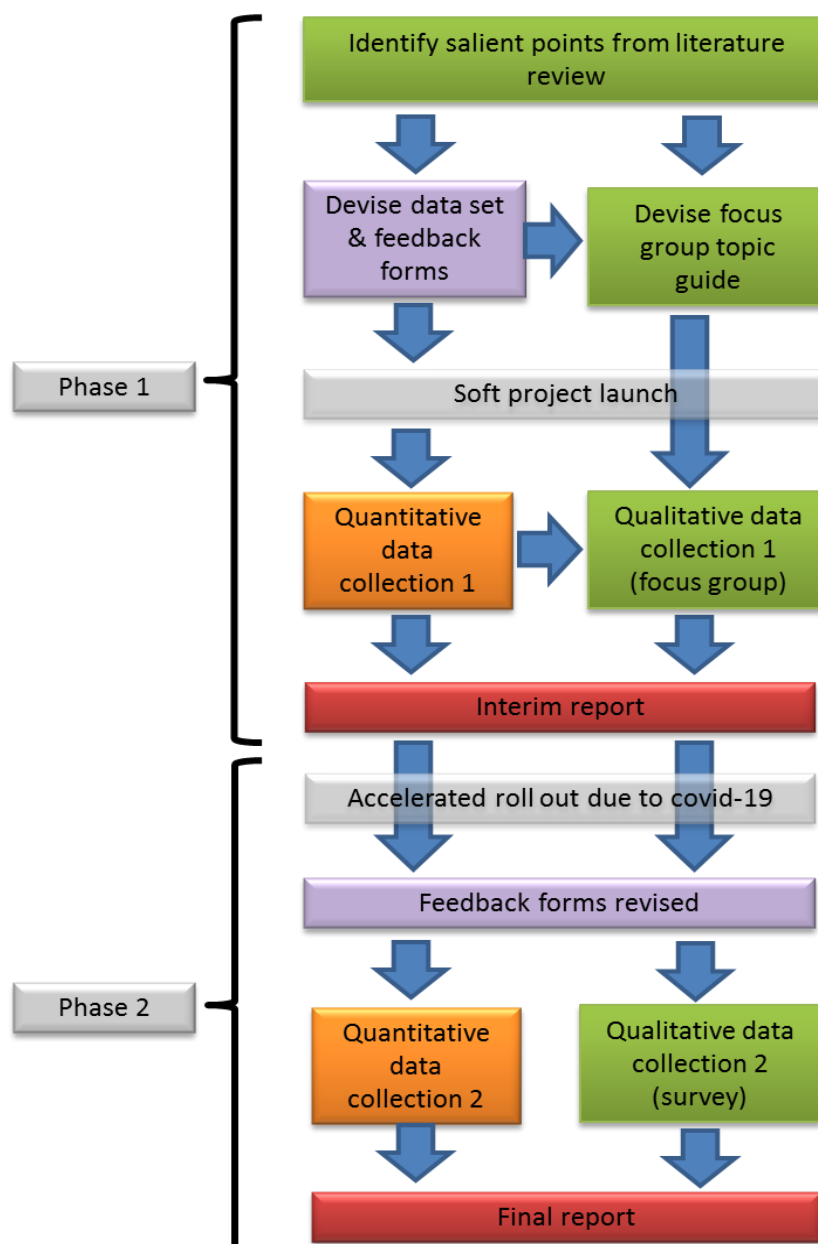 Identify salient points from literature
review
Devise data set
& feedback
forms
Devise focus
group topic
guide
Phase 1
Soft project launch
Quantitative
data
collection 1
Qualitative data
collection 1
(focus group)
Interim report
Accelerated roll out due to covid-19
Feedback forms revised
Phase 2
Quantitative
data
collection 2
Qualitative data
collection 2
(survey)
Final report